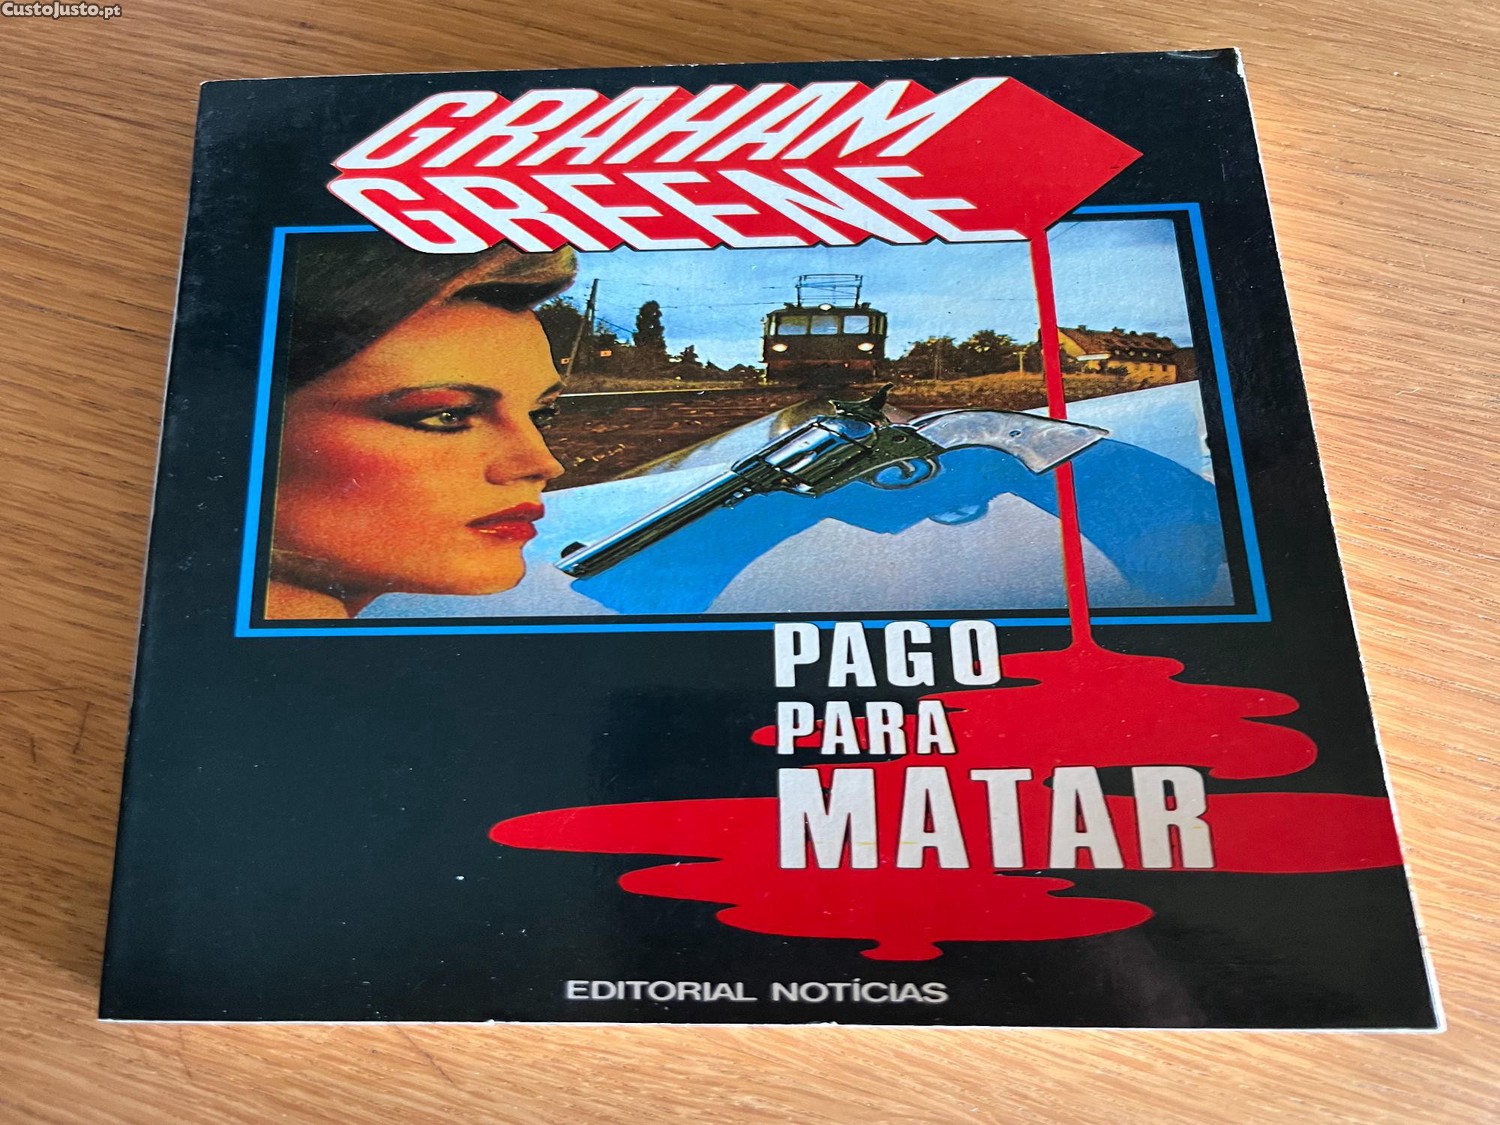 CustoJusto.pt
GRAHAM
GREENE
PAGO
PARA
MATAR
EDITORIAL NOTÍCIAS